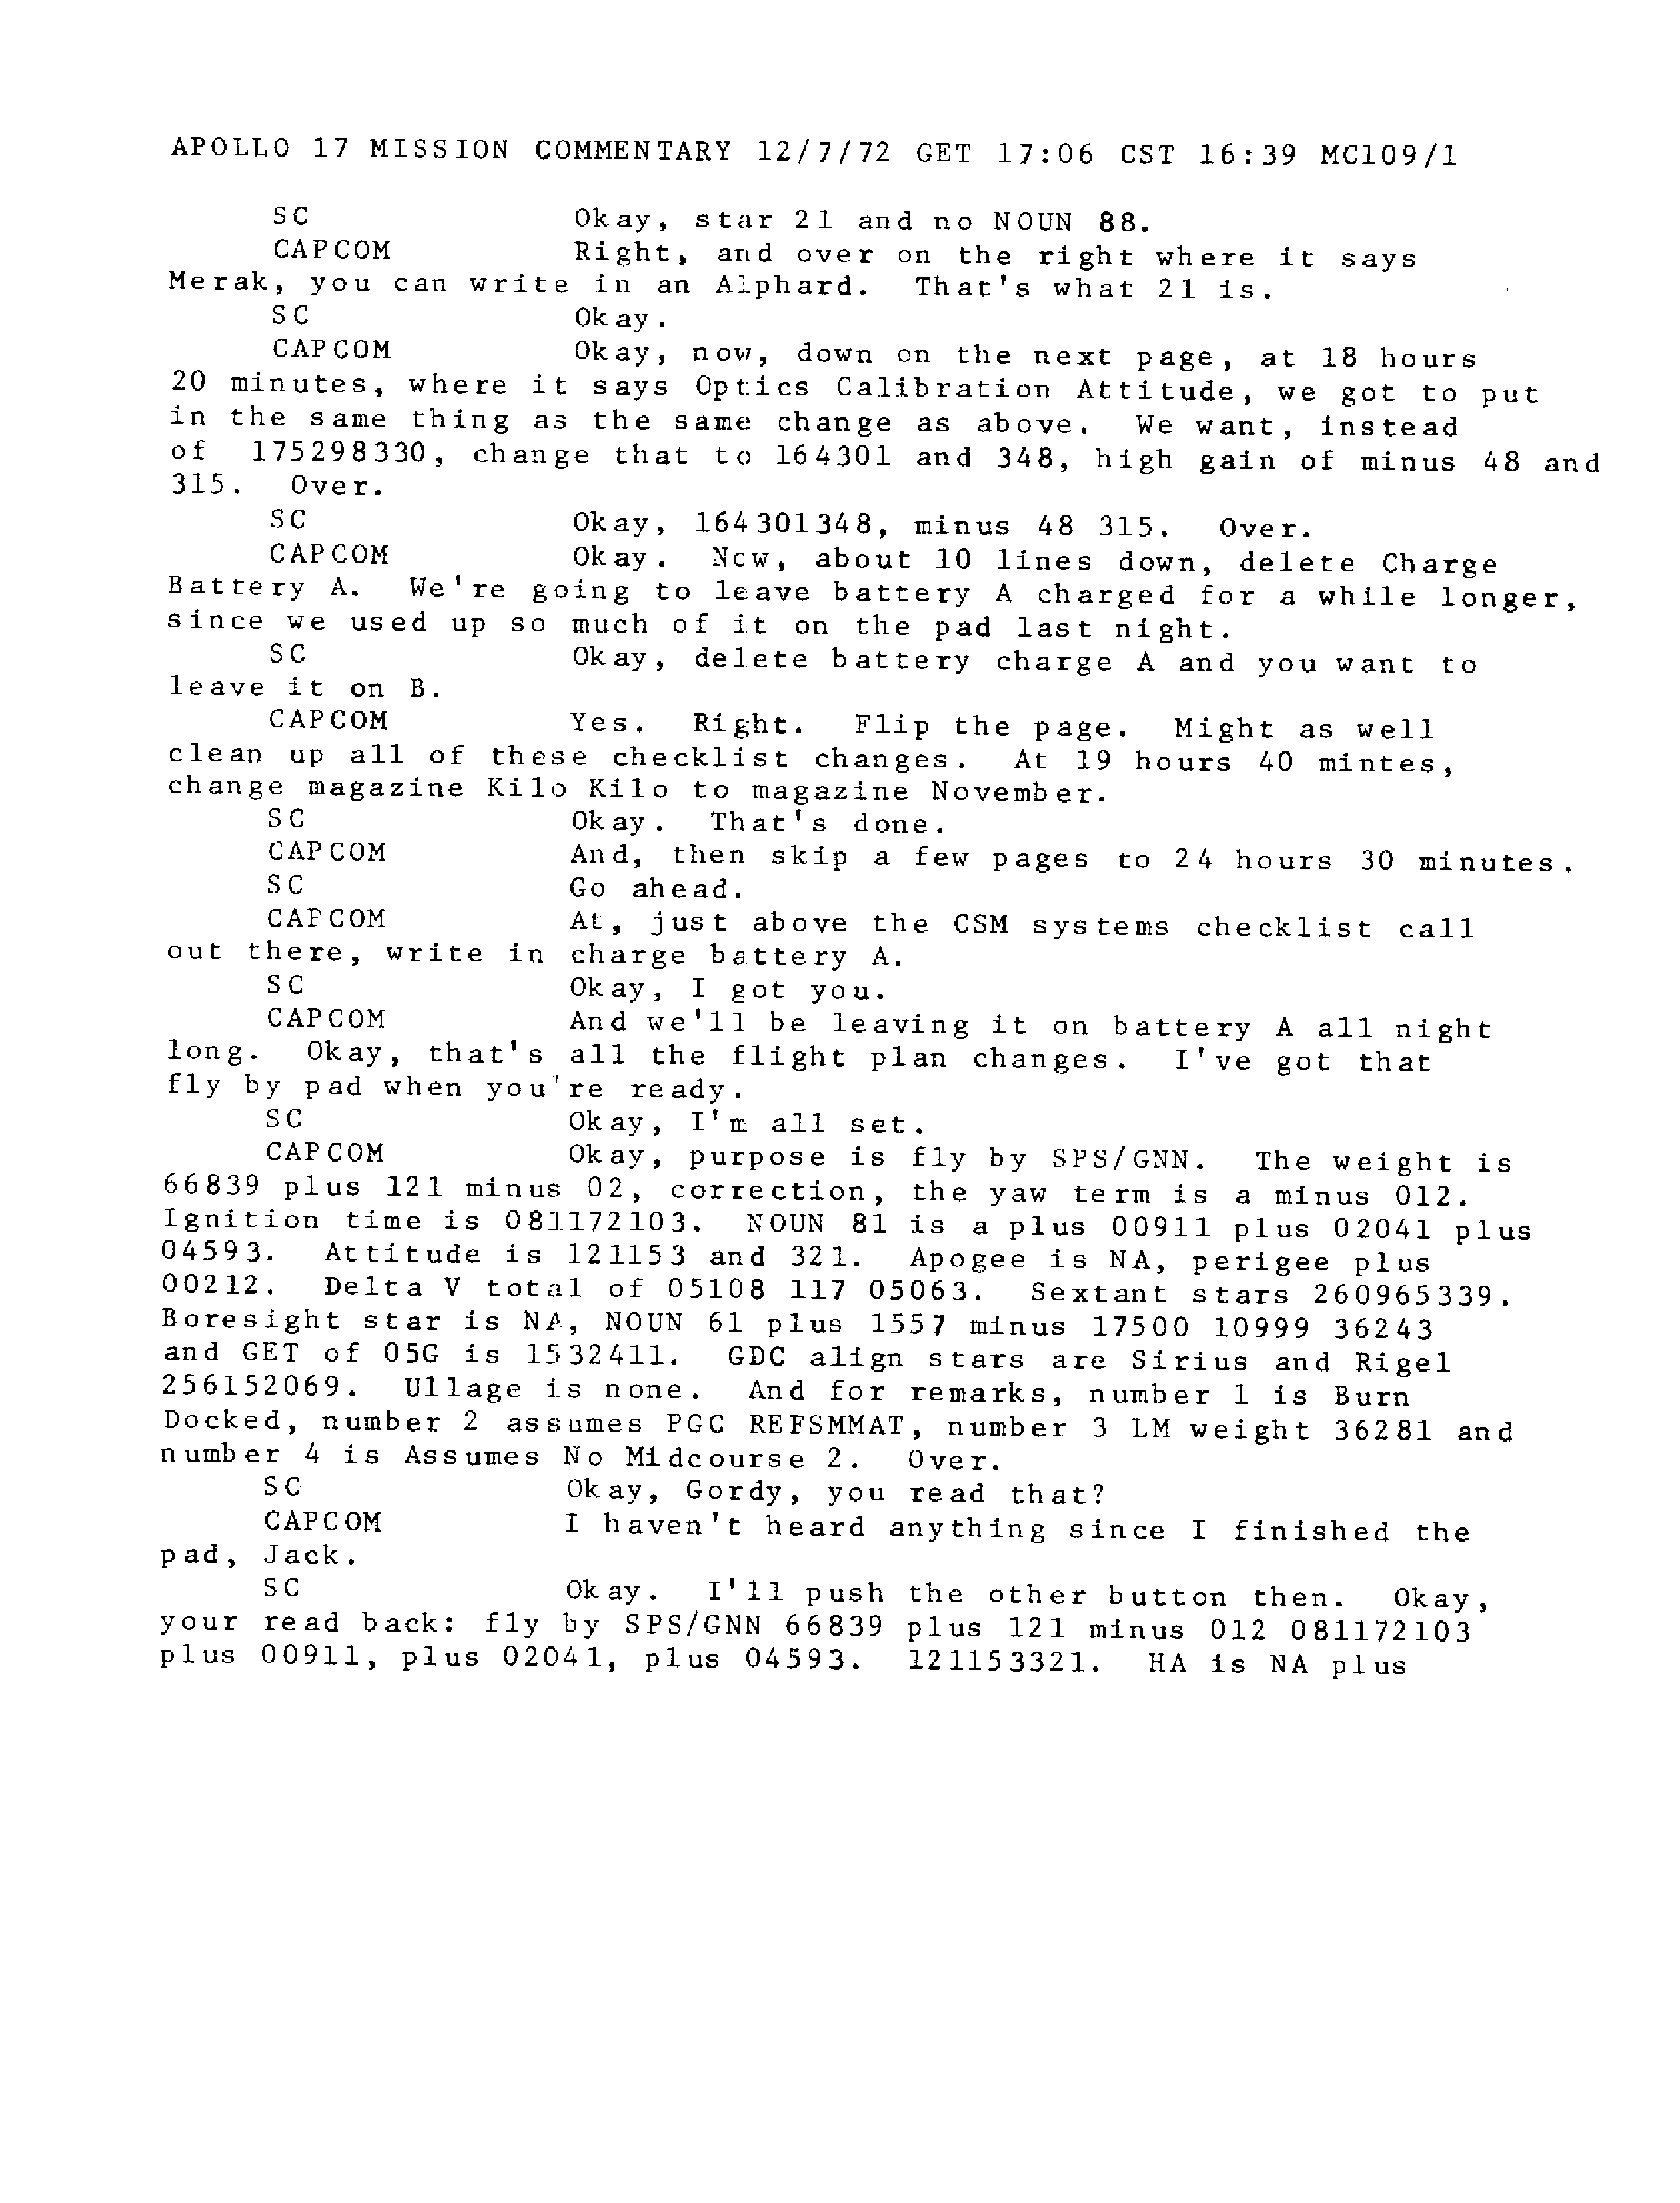 APOLLO 17 MISSION COMMENTARY 12/7/72 GET 17:06 CST 16:39 MC109/1
SC Okay, star 21 and no NOUN 88.
CAPCOM Right, and over on the right where it says
Merak, you can write in an Alphard. That's what 21 is.
SC Okay.
CAPCOM Okay, now, down on the next page, at 18 hours
20 minutes, where it says Optics Calibration Attitude, we got to put
in the same thing as the same change as above. We want, instead
of 175298330, change that to 164301 and 348, high gain of minus 48 and
315. Over.
SC Okay, 164301348, minus 48 315. Over.
CAPCOM Okay. Now, about 10 lines down, delete Charge
Battery A. We're going to leave battery A charged for a while longer,
since we used up so much of it on the pad last night.
SC Okay, delete battery charge A and you want to
leave it on B.
CAPCOM Yes. Right. Flip the page. Might as well
clean up all of these checklist changes. At 19 hours 40 mintes,
change magazine Kilo Kilo to magazine November.
SC Okay. That's done.
CAPCOM And, then skip a few pages to 24 hours 30 minutes.
SC Go ahead.
CAPCOM At, just above the CSM systems checklist call
out there, write in charge battery A.
SC Okay, I got you.
CAPCOM And we'll be leaving it on battery A all night
long. Okay, that's all the flight plan changes. I've got that
fly by pad when you're ready.
SC Okay, I'm all set.
CAPCOM Okay, purpose is fly by SPS/GNN. The weight is
66839 plus 121 minus 02, correction, the yaw term is a minus 012.
Ignition time is 081172103. NOUN 81 is a plus 00911 plus 02041 plus
04593. Attitude is 121153 and 321. Apogee is NA, perigee plus
00212. Delta V total of 05108 117 05063. Sextant stars 260965339.
Boresight star is NA, NOUN 61 plus 1557 minus 17500 10999 36243
and GET of 05G is 1532411. GDC align stars are Sirius and Rigel
256152069. Ullage is none. And for remarks, number 1 is Burn
Docked, number 2 assumes PGC REFSMMAT, number 3 LM weight 36281 and
number 4 is Assumes No Midcourse 2. Over.
SC Okay, Gordy, you read that?
CAPCOM I haven't heard anything since I finished the
pad, Jack.
SC Okay. I'll push the other button then. Okay,
your read back: fly by SPS/GNN 66839 plus 121 minus 012 081172103
plus 00911, plus 02041, plus 04593. 121153321. HA is NA plus